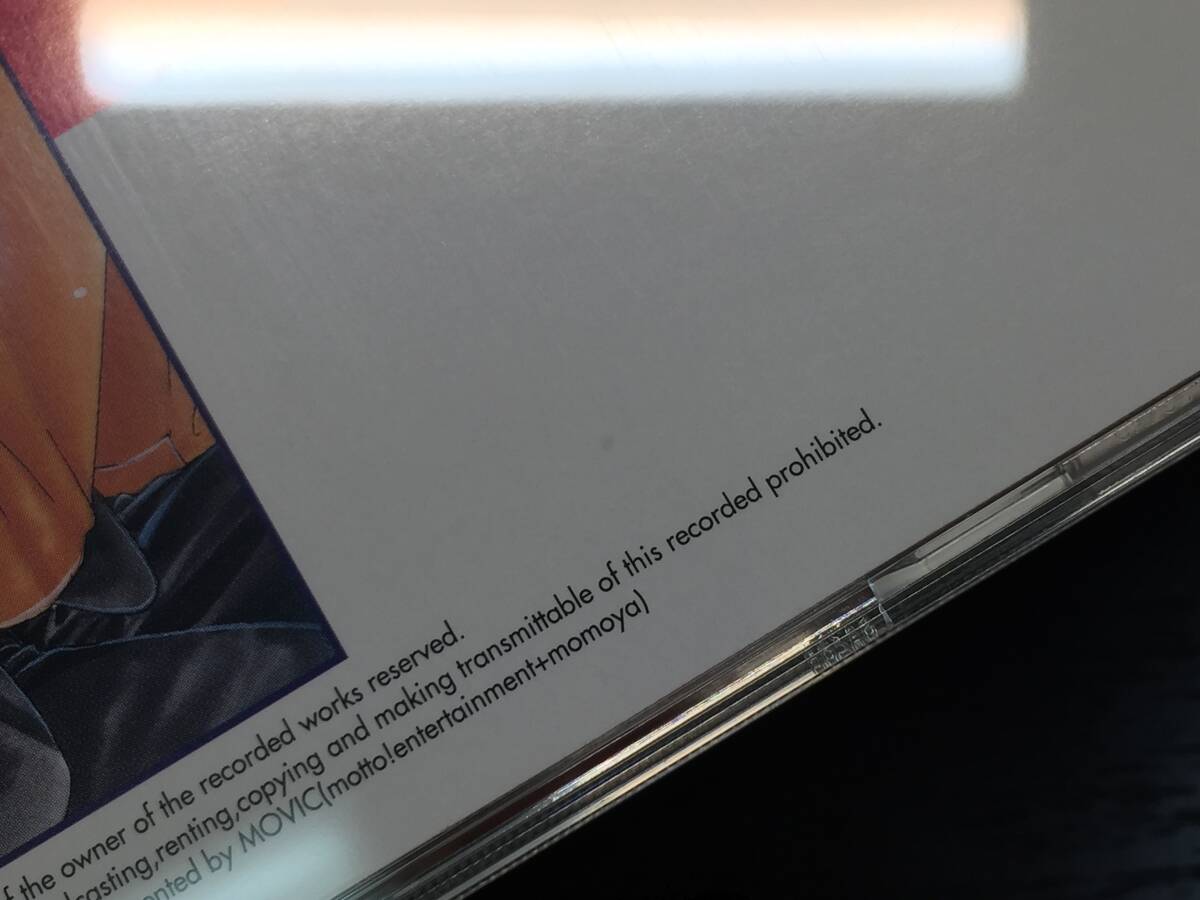 the owner of the recorded works reserved.
casting,renting,copying and making transmittable of this recorded prohibited.
ented by MOVIC(motto!entertainment+momoya)